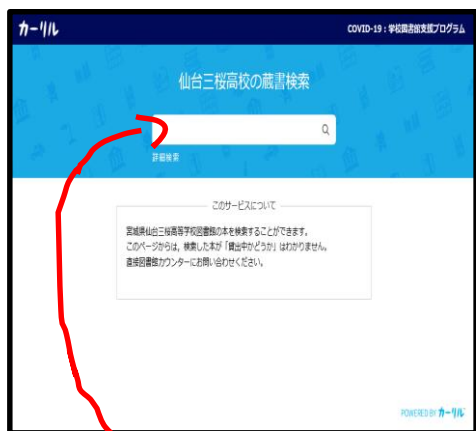 カーリル
COVID-19：学校図書館支援プログラム
仙台三桜高校の蔵書検索
詳細検索
このサービスについて
宮城県仙台三桜高等学校図書館の本を検索することができます。
このページからは，検索した本が「貸出中かどうか」はわかりません。
直接図書館カウンターにお問い合わせください。
POWERED BY カーリル